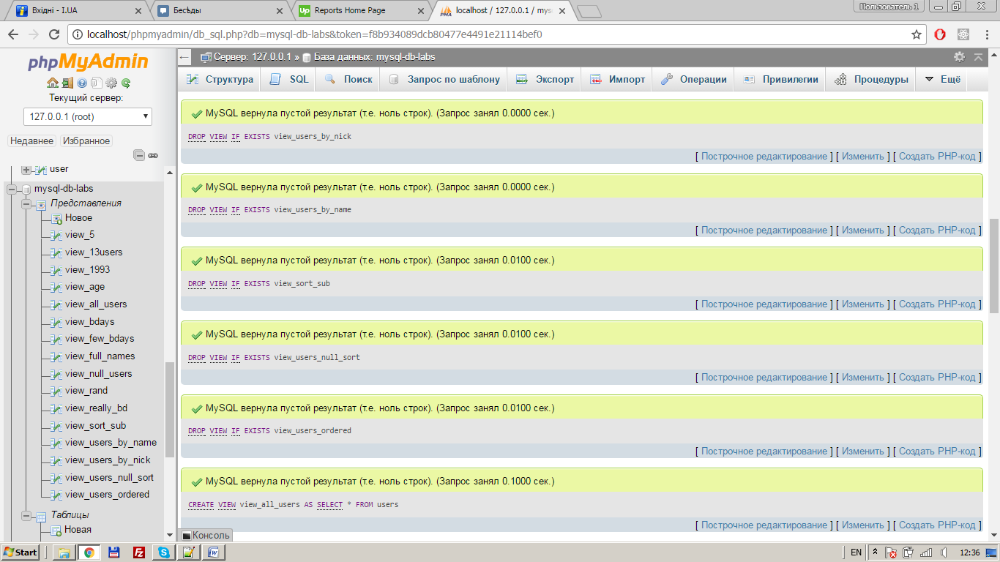 Вхідні - I.UA
Бесѣды
Reports Home Page
localhost / 127.0.0.1 / mys
Пользователь 1
localhost/phpmyadmin/db_sql.php?db=mysql-db-labs&token=f8b934089dcb80477e4491e21114bef0
phpMyAdmin
Текущий сервер:
127.0.0.1 (root)
Недавнее Избранное
user
mysql-db-labs
Представления
Новое
view_5
view_13users
view_1993
view_age
view_all_users
view_bdays
view_few_bdays
view_full_names
view_null_users
view_rand
view_really_bd
view_sort_sub
view_users_by_name
view_users_by_nick
view_users_null_sort
view_users_ordered
Таблицы
Новая
Сервер: 127.0.0.1 » База данных: mysql-db-labs
Структура SQL Поиск Запрос по шаблону Экспорт Импорт Операции Привилегии Процедуры Ещё
MySQL вернула пустой результат (т.е. ноль строк). (Запрос занял 0.0000 сек.)
DROP VIEW IF EXISTS view_users_by_nick
[ Построчное редактирование ] [ Изменить ] [ Создать PHP-код ]
MySQL вернула пустой результат (т.е. ноль строк). (Запрос занял 0.0000 сек.)
DROP VIEW IF EXISTS view_users_by_name
[ Построчное редактирование ] [ Изменить ] [ Создать PHP-код ]
MySQL вернула пустой результат (т.е. ноль строк). (Запрос занял 0.0100 сек.)
DROP VIEW IF EXISTS view_sort_sub
[ Построчное редактирование ] [ Изменить ] [ Создать PHP-код ]
MySQL вернула пустой результат (т.е. ноль строк). (Запрос занял 0.0100 сек.)
DROP VIEW IF EXISTS view_users_null_sort
[ Построчное редактирование ] [ Изменить ] [ Создать PHP-код ]
MySQL вернула пустой результат (т.е. ноль строк). (Запрос занял 0.0100 сек.)
DROP VIEW IF EXISTS view_users_ordered
[ Построчное редактирование ] [ Изменить ] [ Создать PHP-код ]
MySQL вернула пустой результат (т.е. ноль строк). (Запрос занял 0.1000 сек.)
CREATE VIEW view_all_users AS SELECT * FROM users
[ Построчное редактирование ] [ Изменить ] [ Создать PHP-код ]
Консоль
Start
EN
12:36